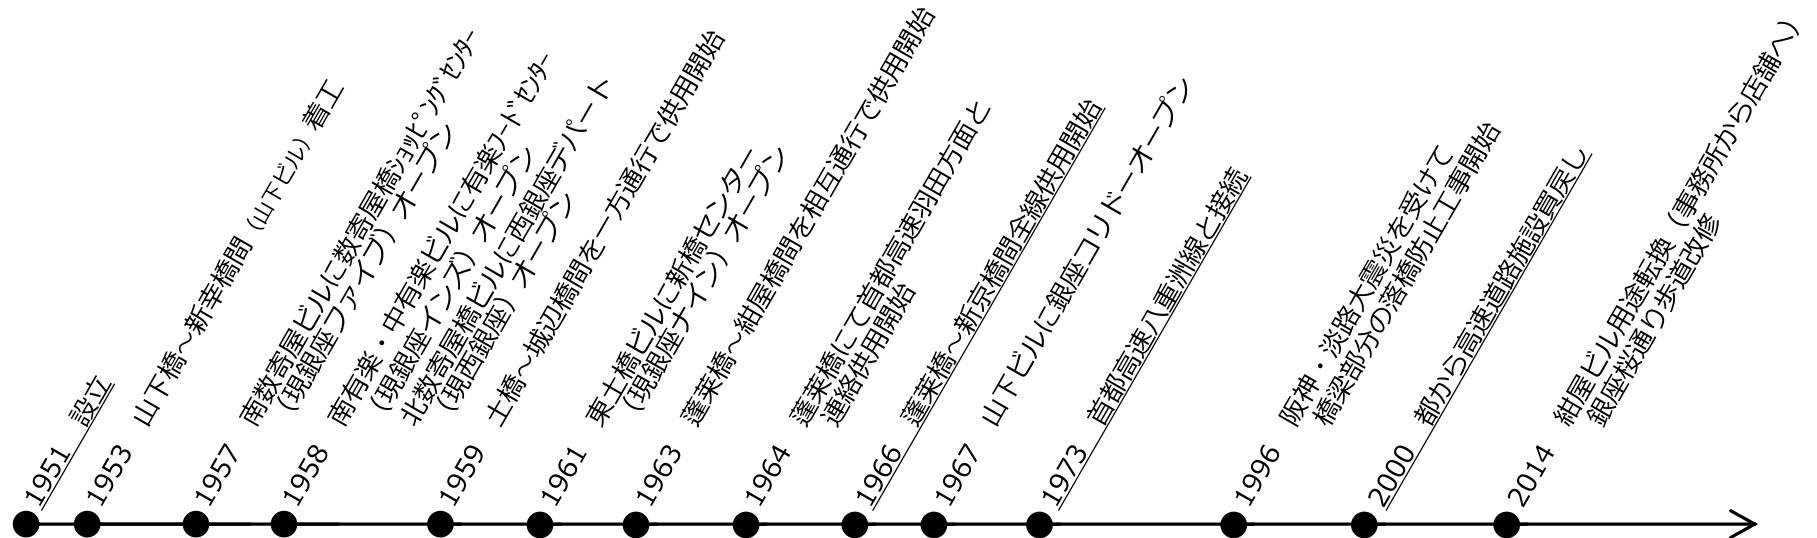 1951 設立
1953 山下橋～新幸橋間（山下ビル）着工
1957 南数寄屋ビルに数寄屋橋ショッピングセンター
（現銀座ファイブ）オープン
1958 南有楽・中有楽ビルに有楽フードセンター
（現銀座インズ）オープン
北数寄屋橋ビルに西銀座デパート
（現西銀座）オープン
1959 土橋～城辺橋間を一方通行で供用開始
1961 東土橋ビルに新橋センター
（現銀座ナイン）オープン
1963 蓬莱橋～紺屋橋間を相互通行で供用開始
1964 蓬莱橋にて首都高速羽田方面と
連絡供用開始
1966 蓬莱橋～新京橋間全線供用開始
1967 山下ビルに銀座コリドーオープン
1973 首都高速八重洲線と接続
1996 阪神・淡路大震災を受けて
橋梁部分の落橋防止工事開始
2000 都から高速道路施設買戻し
2014 紺屋ビル用途転換（事務所から店舗へ）
銀座桜通り歩道改修